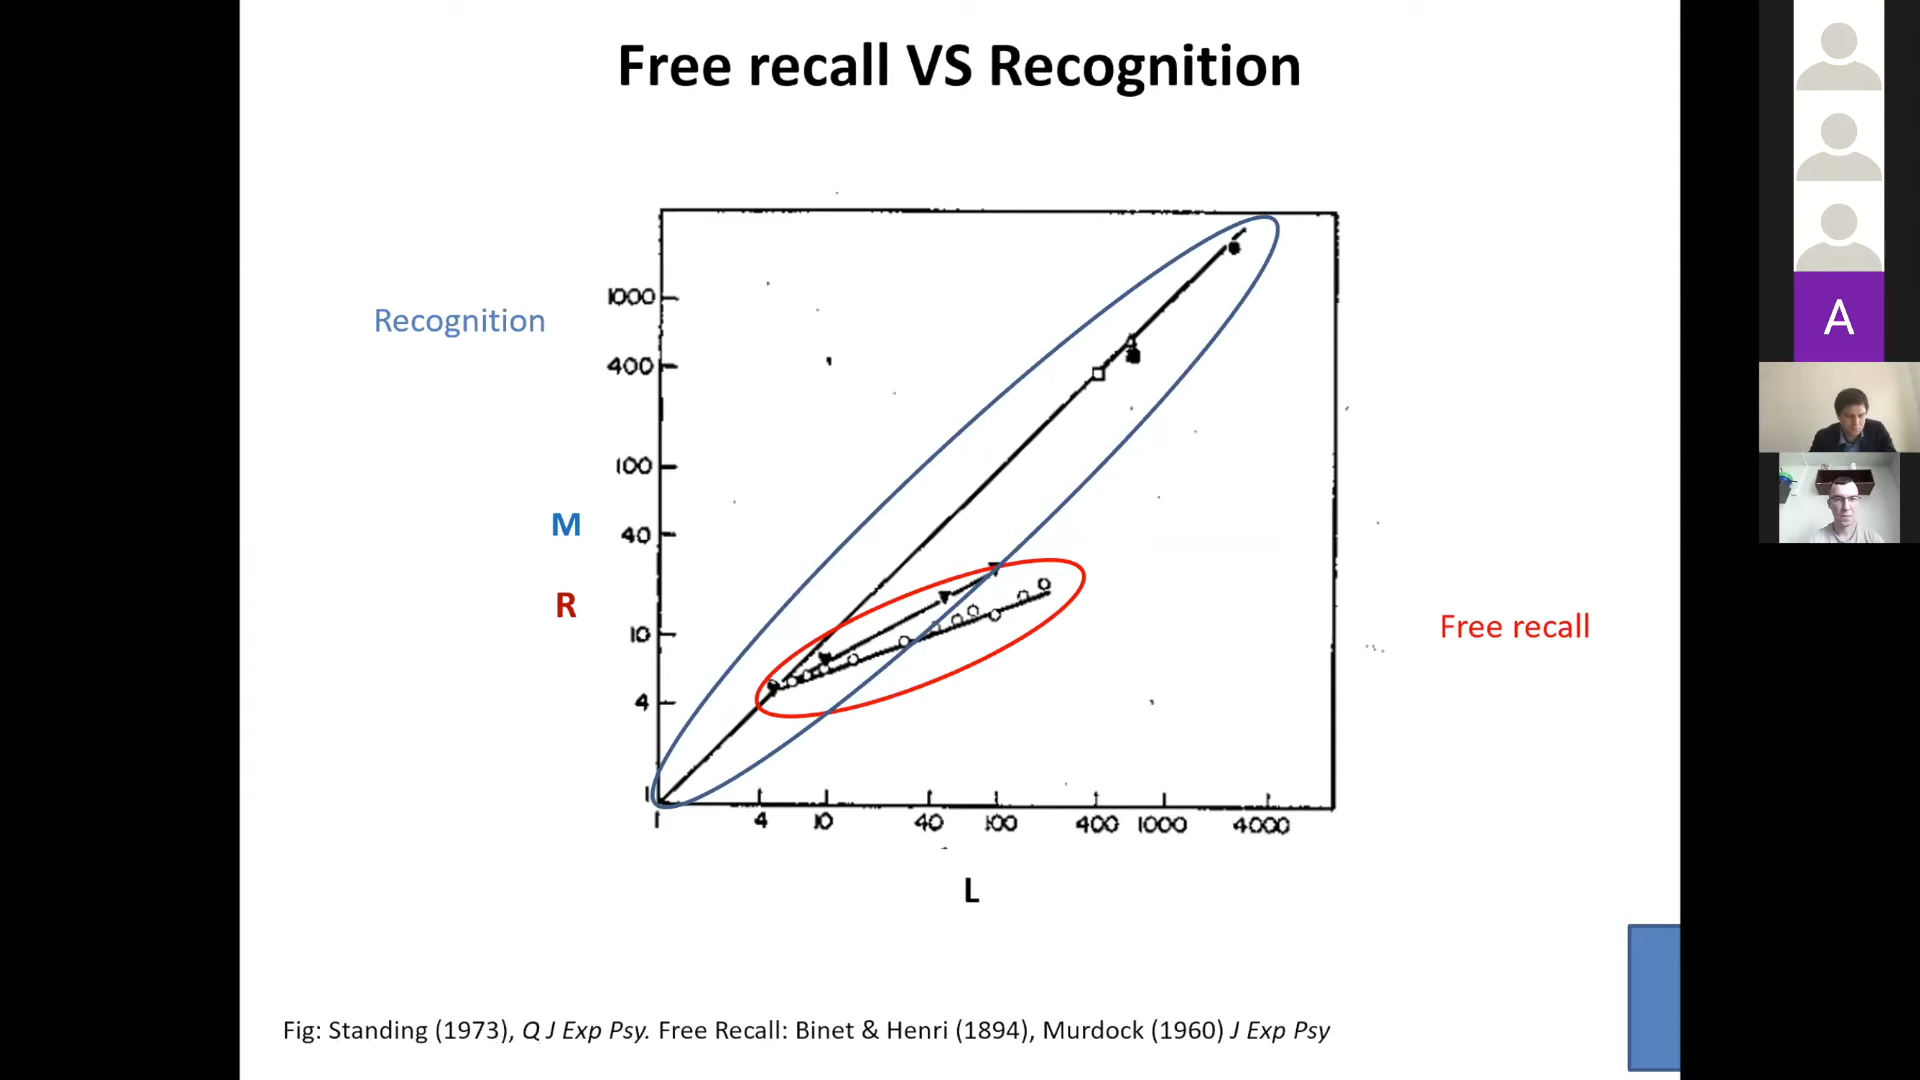 Free recall VS Recognition
Recognition
1000
400
100
M
40
R
10
Free recall
4
1
1 4 10 40 100 400 1000 4000
L
Fig: Standing (1973), Q J Exp Psy. Free Recall: Binet & Henri (1894), Murdock (1960) J Exp Psy
A